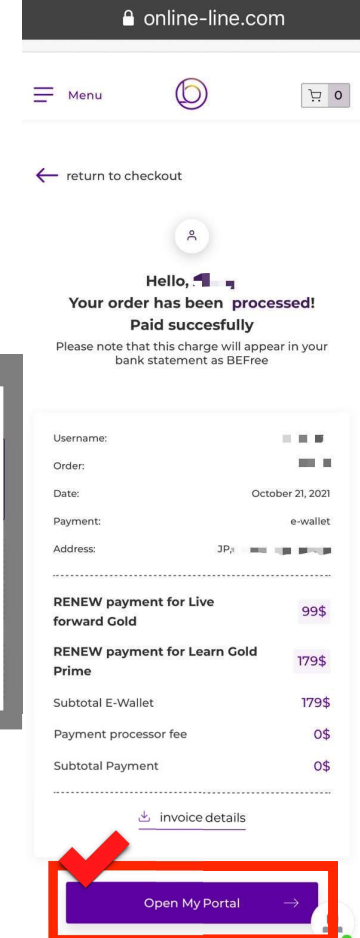 online-line.com
Menu
0
return to checkout
Hello,
Your order has been processed!
Paid succesfully
Please note that this charge will appear in your
bank statement as BEFree
Username:
Order:
Date: October 21, 2021
Payment: e-wallet
Address: JP,
RENEW payment for Live
forward Gold 99$
RENEW payment for Learn Gold
Prime 179$
Subtotal E-Wallet 179$
Payment processor fee 0$
Subtotal Payment 0$
invoice details
Open My Portal